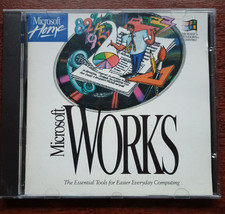 Microsoft
Home
Microsoft
WORKS
The Essential Tools for Easier Everyday Computing